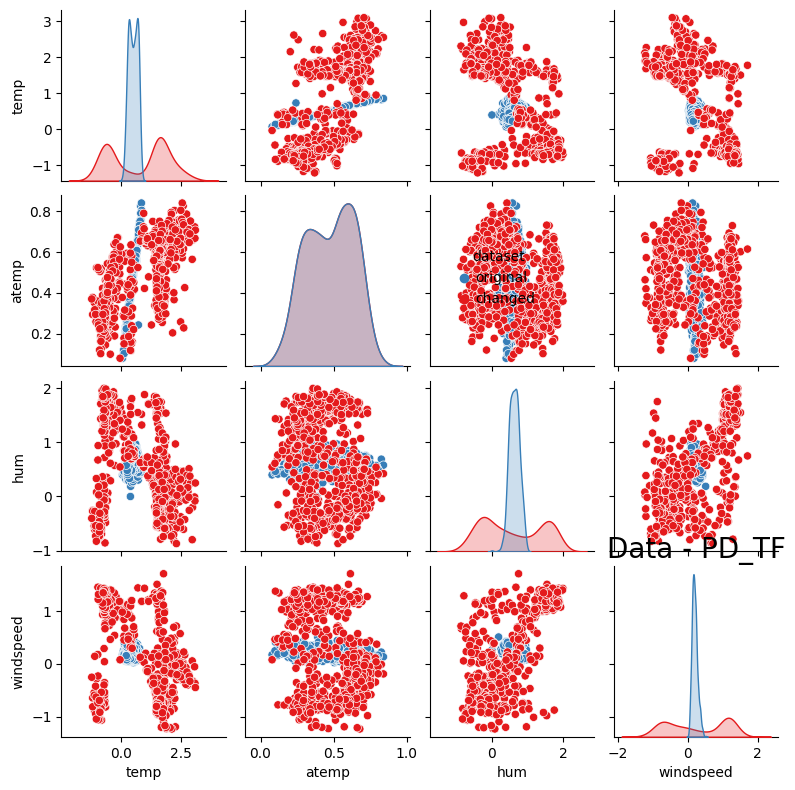 3
2
1
0
−1
temp
0.8
0.6
0.4
0.2
atemp
dataset
original
changed
2
1
0
−1
hum
Data - PD_TF
1
0
−1
windspeed
0.0 2.5 0.0 0.5 1.0 0 2 −2 0 2
temp atemp hum windspeed